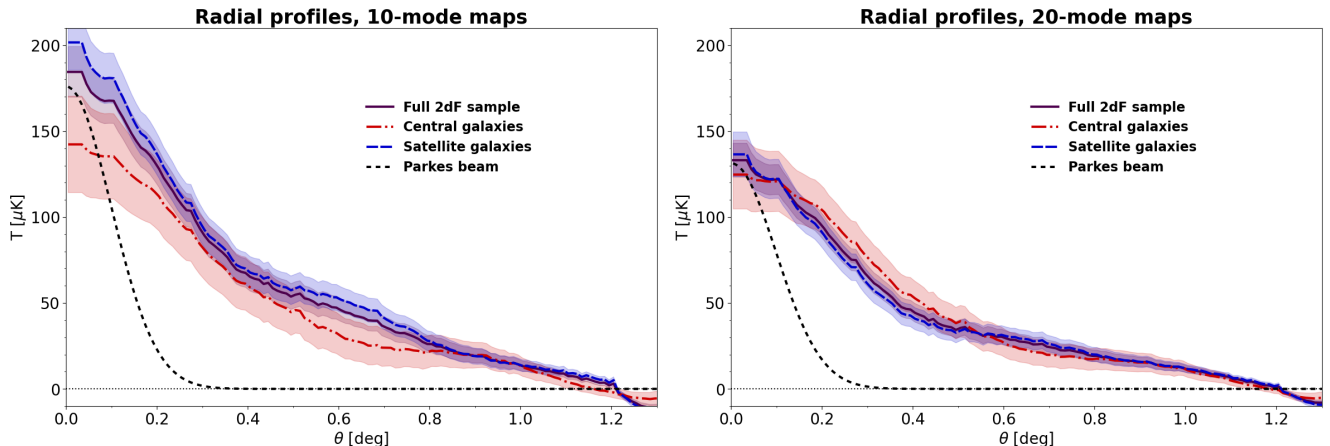 Radial profiles, 10-mode maps
T [μK]
200
150
100
50
0
Full 2dF sample
Central galaxies
Satellite galaxies
Parkes beam
0.0 0.2 0.4 0.6 0.8 1.0 1.2
θ [deg]
Radial profiles, 20-mode maps
T [μK]
200
150
100
50
0
Full 2dF sample
Central galaxies
Satellite galaxies
Parkes beam
0.0 0.2 0.4 0.6 0.8 1.0 1.2
θ [deg]